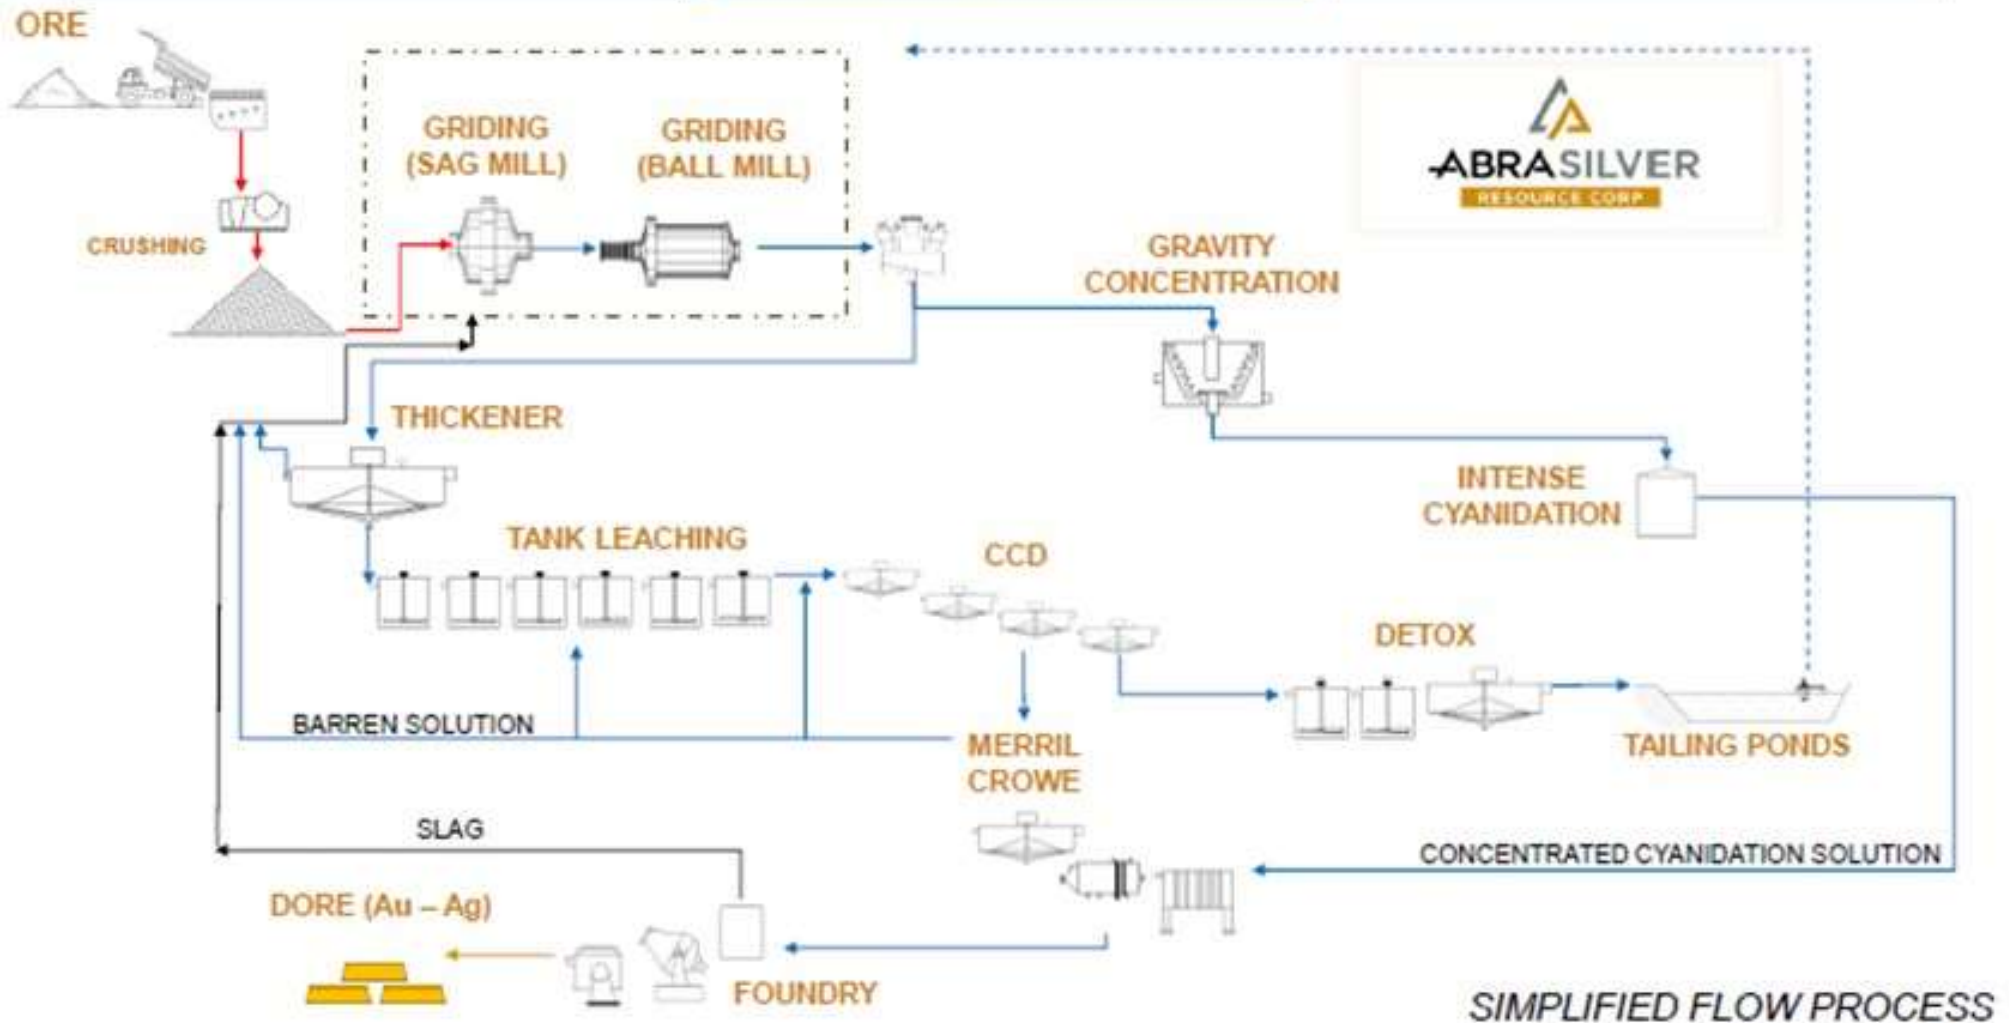 ORE
GRIDING
(SAG MILL)
GRIDING
(BALL MILL)
ABRASILVER
RESOURCE CORP
CRUSHING
GRAVITY
CONCENTRATION
THICKENER
INTENSE
CYANIDATION
TANK LEACHING
CCD
DETOX
BARREN SOLUTION
MERRIL
CROWE
TAILING PONDS
SLAG
CONCENTRATED CYANIDATION SOLUTION
DORE (Au – Ag)
FOUNDRY
SIMPLIFIED FLOW PROCESS